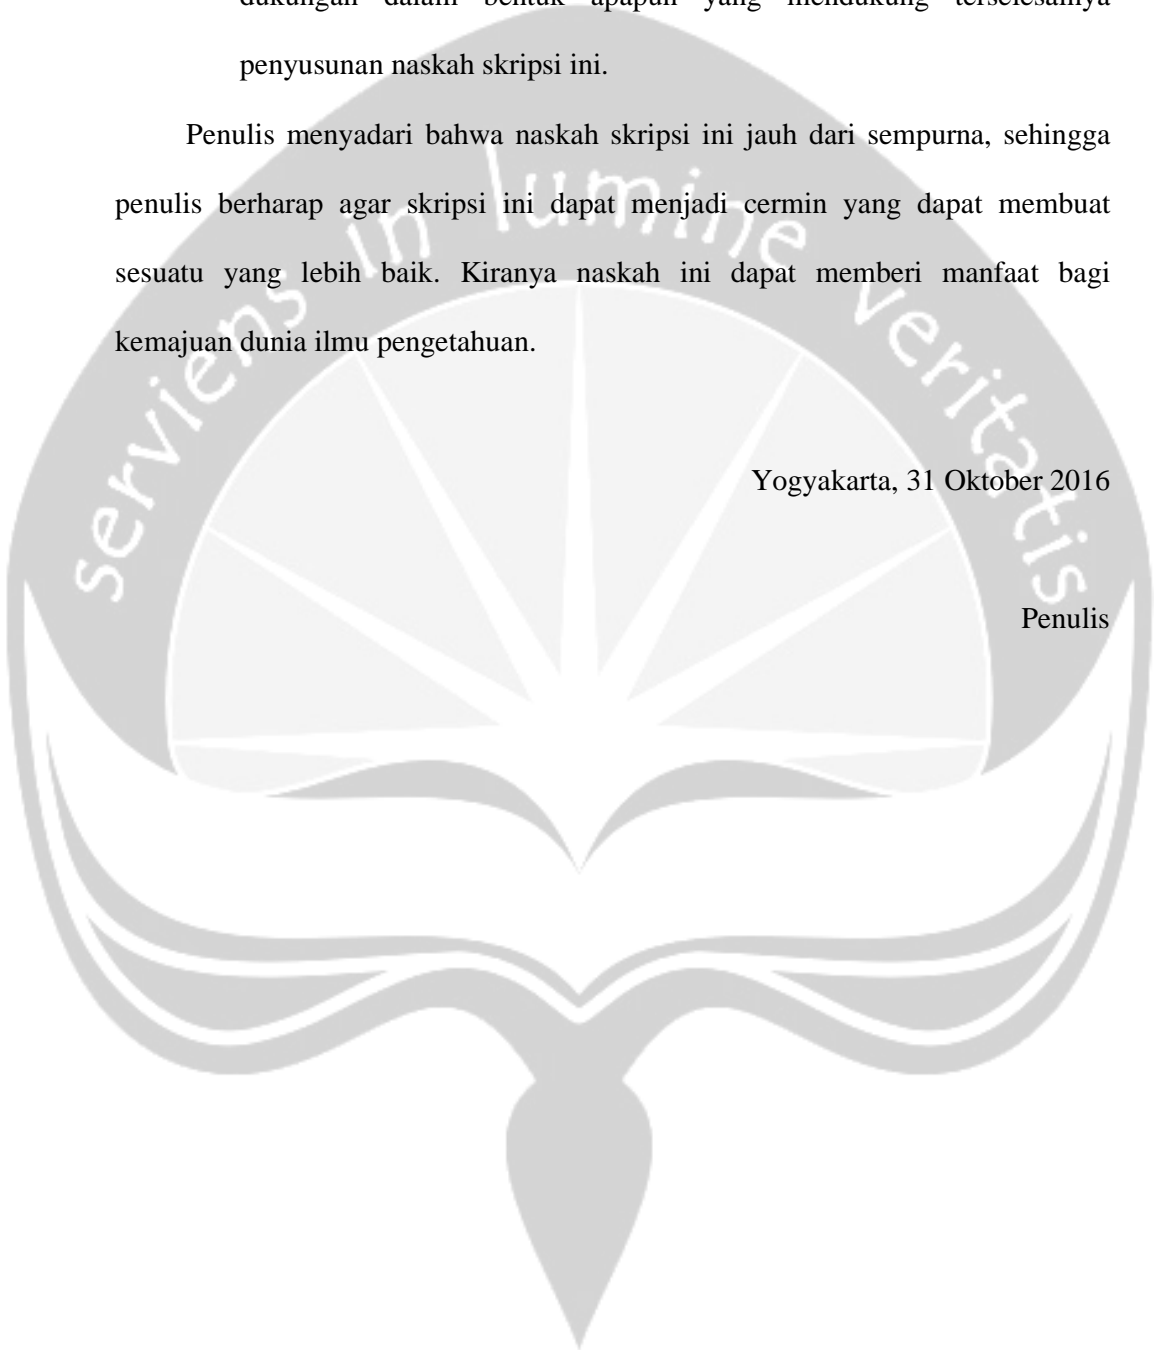 dukungan dalam bentuk apapun yang mendukung terselesainya
penyusunan naskah skripsi ini.
Penulis menyadari bahwa naskah skripsi ini jauh dari sempurna, sehingga
penulis berharap agar skripsi ini dapat menjadi cermin yang dapat membuat
sesuatu yang lebih baik. Kiranya naskah ini dapat memberi manfaat bagi
kemajuan dunia ilmu pengetahuan.
Yogyakarta, 31 Oktober 2016
Penulis
serviens in lumine veritatis